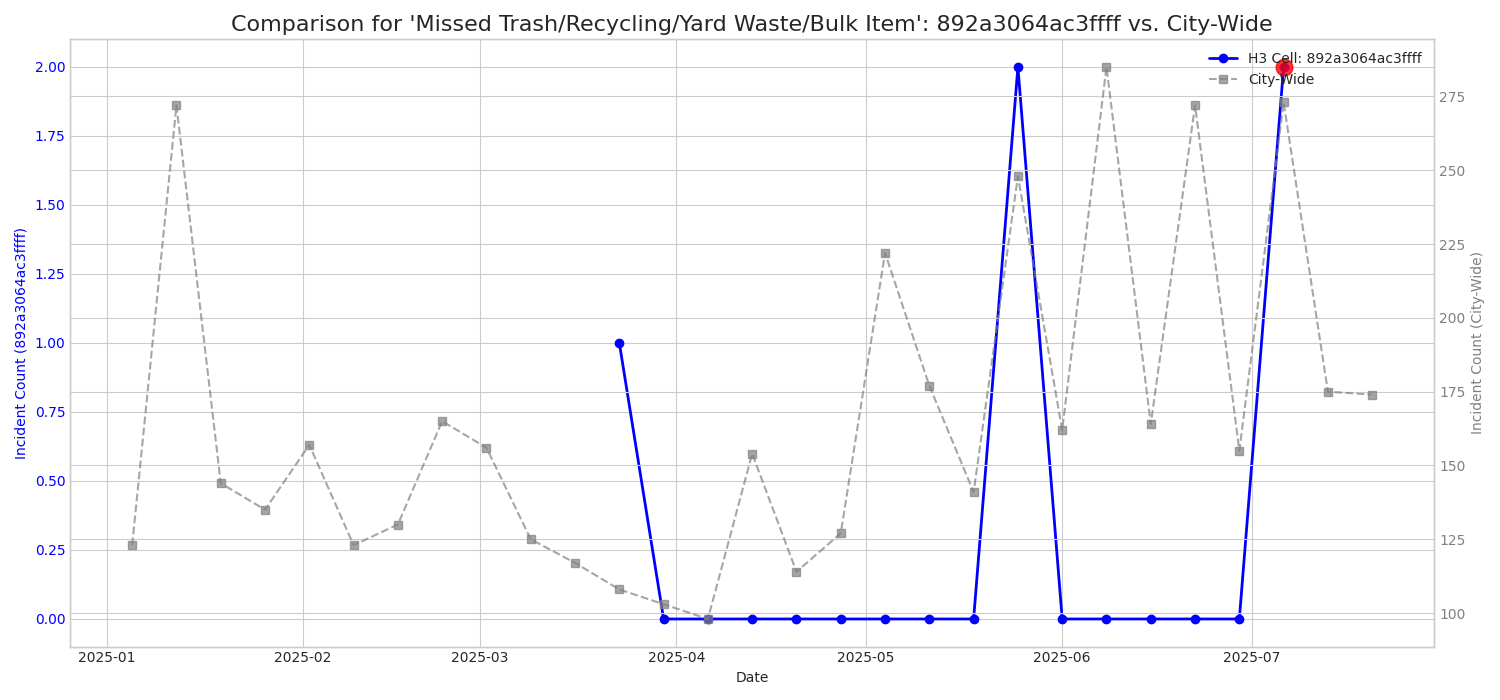 Comparison for 'Missed Trash/Recycling/Yard Waste/Bulk Item': 892a3064ac3ffff vs. City-Wide
H3 Cell: 892a3064ac3ffff
City-Wide
2.00
1.75
1.50
1.25
1.00
0.75
0.50
0.25
0.00
Incident Count (892a3064ac3ffff)
275
250
225
200
175
150
125
100
Incident Count (City-Wide)
2025-01 2025-02 2025-03 2025-04 2025-05 2025-06 2025-07
Date